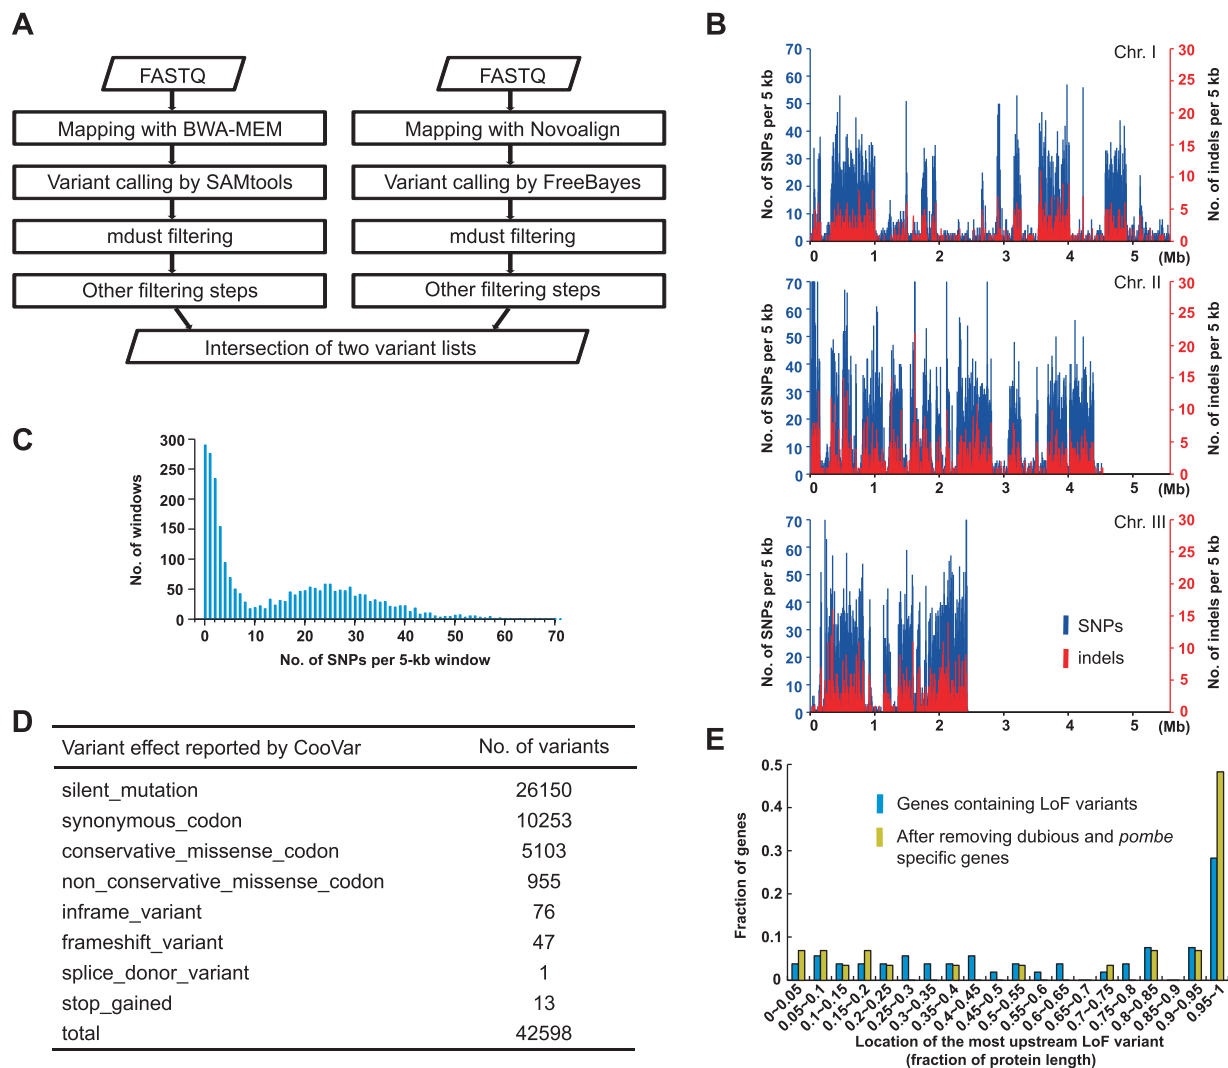 A
FASTQ
FASTQ
Mapping with BWA-MEM
Mapping with Novoalign
Variant calling by SAMtools
Variant calling by FreeBayes
mdust filtering
mdust filtering
Other filtering steps
Other filtering steps
Intersection of two variant lists
B
Chr. I
No. of SNPs per 5 kb
70
60
50
40
30
20
10
0
No. of indels per 5 kb
30
25
20
15
10
5
0
0 1 2 3 4 5 (Mb)
Chr. II
No. of SNPs per 5 kb
70
60
50
40
30
20
10
0
No. of indels per 5 kb
30
25
20
15
10
5
0
0 1 2 3 4 5 (Mb)
Chr. III
No. of SNPs per 5 kb
70
60
50
40
30
20
10
0
No. of indels per 5 kb
30
25
20
15
10
5
0
SNPs
indels
0 1 2 3 4 5 (Mb)
C
No. of windows
300
250
200
150
100
50
0
0 10 20 30 40 50 60 70
No. of SNPs per 5-kb window
D
Variant effect reported by CooVar No. of variants
silent_mutation 26150
synonymous_codon 10253
conservative_missense_codon 5103
non_conservative_missense_codon 955
inframe_variant 76
frameshift_variant 47
splice_donor_variant 1
stop_gained 13
total 42598
E
Fraction of genes
0.5
0.4
0.3
0.2
0.1
0
Genes containing LoF variants
After removing dubious and pombe
specific genes
0~0.05
0.05~0.1
0.1~0.15
0.15~0.2
0.2~0.25
0.25~0.3
0.3~0.35
0.35~0.4
0.4~0.45
0.45~0.5
0.5~0.55
0.55~0.6
0.6~0.65
0.65~0.7
0.7~0.75
0.75~0.8
0.8~0.85
0.85~0.9
0.9~0.95
0.95~1
Location of the most upstream LoF variant
(fraction of protein length)